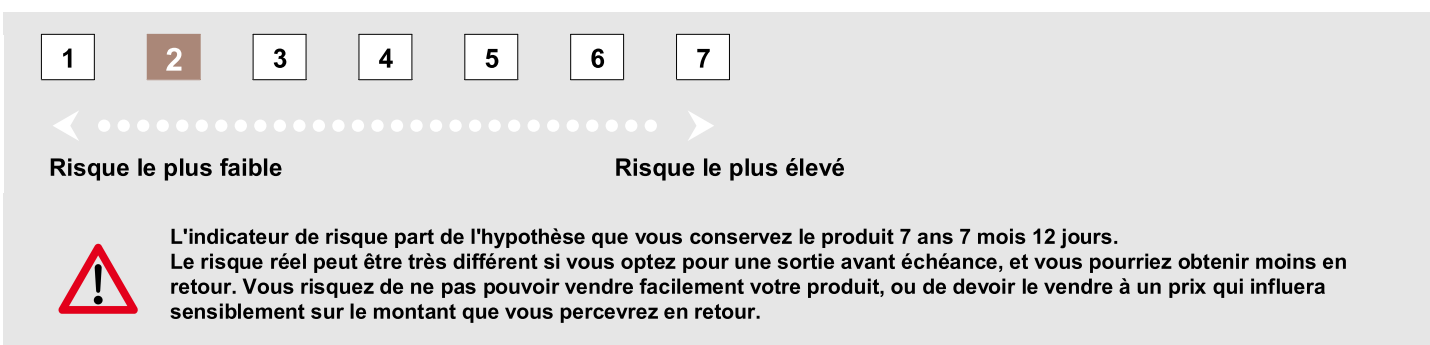 1 2 3 4 5 6 7
Risque le plus faible Risque le plus élevé
L'indicateur de risque part de l'hypothèse que vous conservez le produit 7 ans 7 mois 12 jours.
Le risque réel peut être très différent si vous optez pour une sortie avant échéance, et vous pourriez obtenir moins en
retour. Vous risquez de ne pas pouvoir vendre facilement votre produit, ou de devoir le vendre à un prix qui influera
sensiblement sur le montant que vous percevrez en retour.